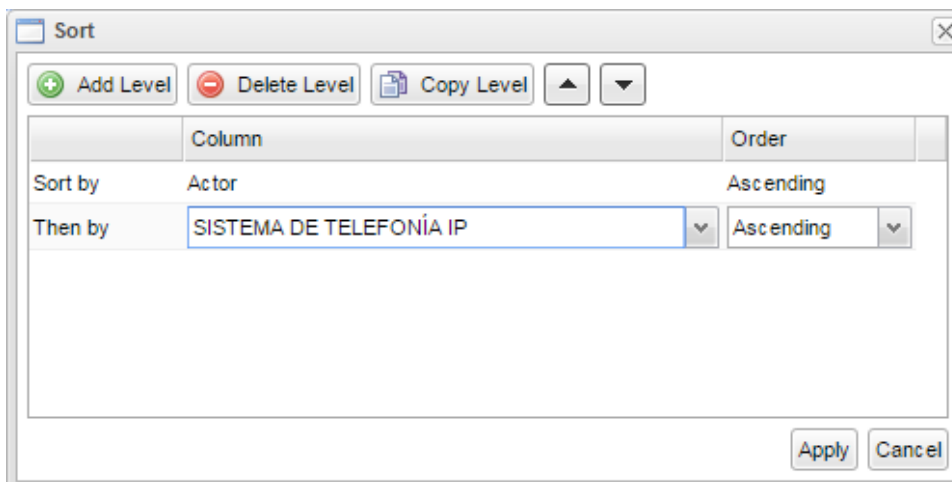 Sort
Add Level Delete Level Copy Level
Column Order
Sort by Actor Ascending
Then by SISTEMA DE TELEFONÍA IP Ascending
Apply Cancel